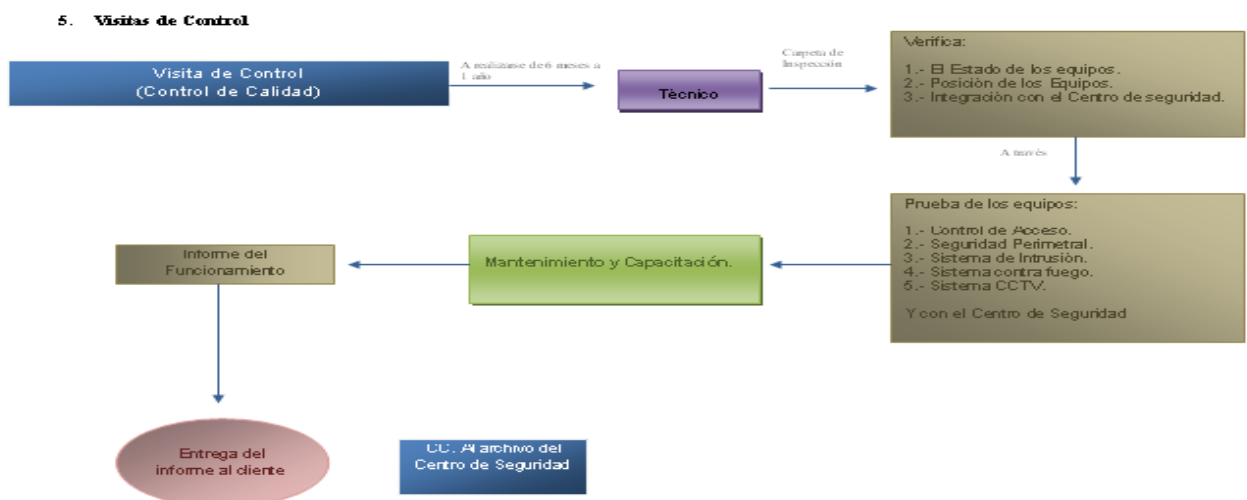 5. Visitas de Control
Visita de Control
(Control de Calidad)
A realizarse de 6 meses a
1 año
Técnico
Carpeta de
Inspección
Verifica:
1.- El Estado de los equipos.
2.- Posición de los Equipos.
3.- Integración con el Centro de seguridad.
A través
Prueba de los equipos:
1.- Control de Acceso.
2.- Seguridad Perimetral.
3.- Sistema de Intrusión.
4.- Sistema contra fuego.
5.- Sistema CCTV.
Y con el Centro de Seguridad
Mantenimiento y Capacitación.
Informe del
Funcionamiento
Entrega del
informe al cliente
CC. Al archivo del
Centro de Seguridad